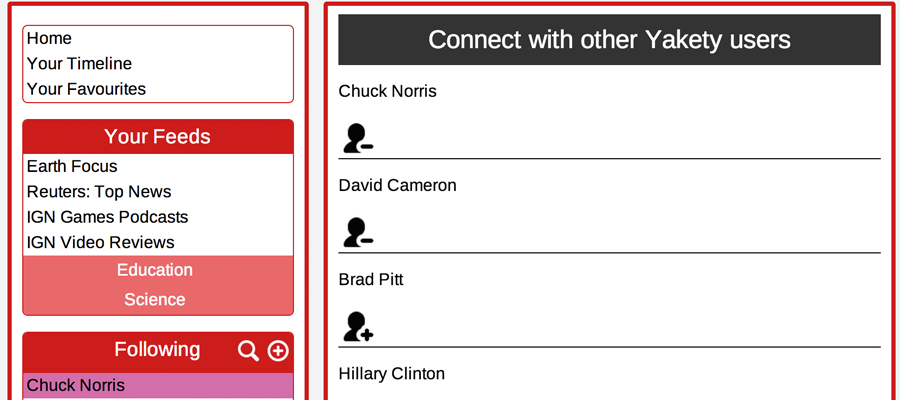 Home
Your Timeline
Your Favourites
Your Feeds
Earth Focus
Reuters: Top News
IGN Games Podcasts
IGN Video Reviews
Education
Science
Following
Chuck Norris
Connect with other Yakety users
Chuck Norris
David Cameron
Brad Pitt
Hillary Clinton